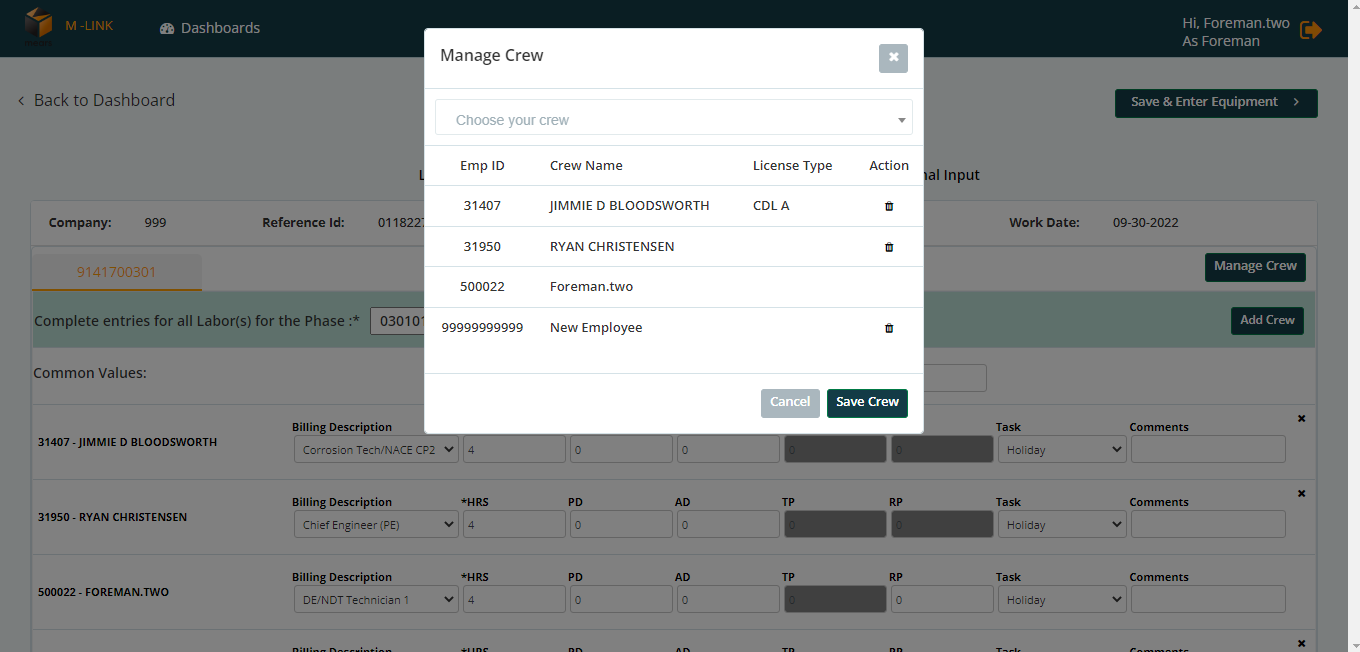 M -LINK
Dashboards
Hi, Foreman.two
As Foreman
Back to Dashboard
Save & Enter Equipment
Manage Crew
Choose your crew
Emp ID Crew Name License Type Action
31407 JIMMIE D BLOODSWORTH CDL A
31950 RYAN CHRISTENSEN
500022 Foreman.two
99999999999 New Employee
Cancel Save Crew
Input
Company: 999 Reference Id: 011822 Work Date: 09-30-2022
9141700301 Manage Crew
Complete entries for all Labor(s) for the Phase :* 030101 Add Crew
Common Values:
Billing Description Task Comments
31407 - JIMMIE D BLOODSWORTH Corrosion Tech/NACE CP2 4 0 0 0 0 Holiday
Billing Description *HRS PD AD TP RP Task Comments
31950 - RYAN CHRISTENSEN Chief Engineer (PE) 4 0 0 0 0 Holiday
Billing Description *HRS PD AD TP RP Task Comments
500022 - FOREMAN.TWO DE/NDT Technician 1 4 0 0 0 0 Holiday
Billing Description *HRS PD AD TP RP Task Comments